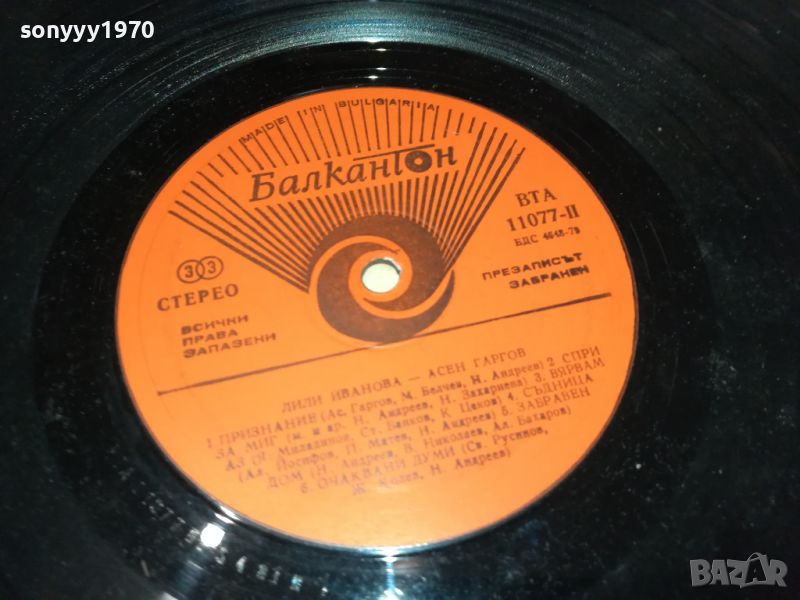 sonyyy1970
MADE IN BULGARIA
Балкантон
ВТА
11077-II
БДС 4648-79
33
СТЕРЕО
ПРЕЗАПИСЪТ
ЗАБРАНЕН
ВСИЧКИ
ПРАВА
ЗАПАЗЕНИ
ЛИЛИ ИВАНОВА — АСЕН ГАРГОВ
1 ПРИЗНАНИЕ (Ас. Гаргов, М. Белчев, Н. Андреев) 2 СПРИ
ЗА МИГ (м. и ар. Н. Андреев, Н. Захариева) 3. ВЯРВАМ
АЗ (Я Миладинов, Ст. Банков, К Цеков) 4. СЪДНИЦА
(Ал. Йосифов, П. Матев, Н Андреев) 5. ЗАБРАВЕН
ДОМ (Н. Андреев, В. Николаев, Ал. Бахаров)
6. ОЧАКВАНИ ДУМИ (Св. Русинов,
Ж. Колев, Н. Андреев)
BAZAR.bg